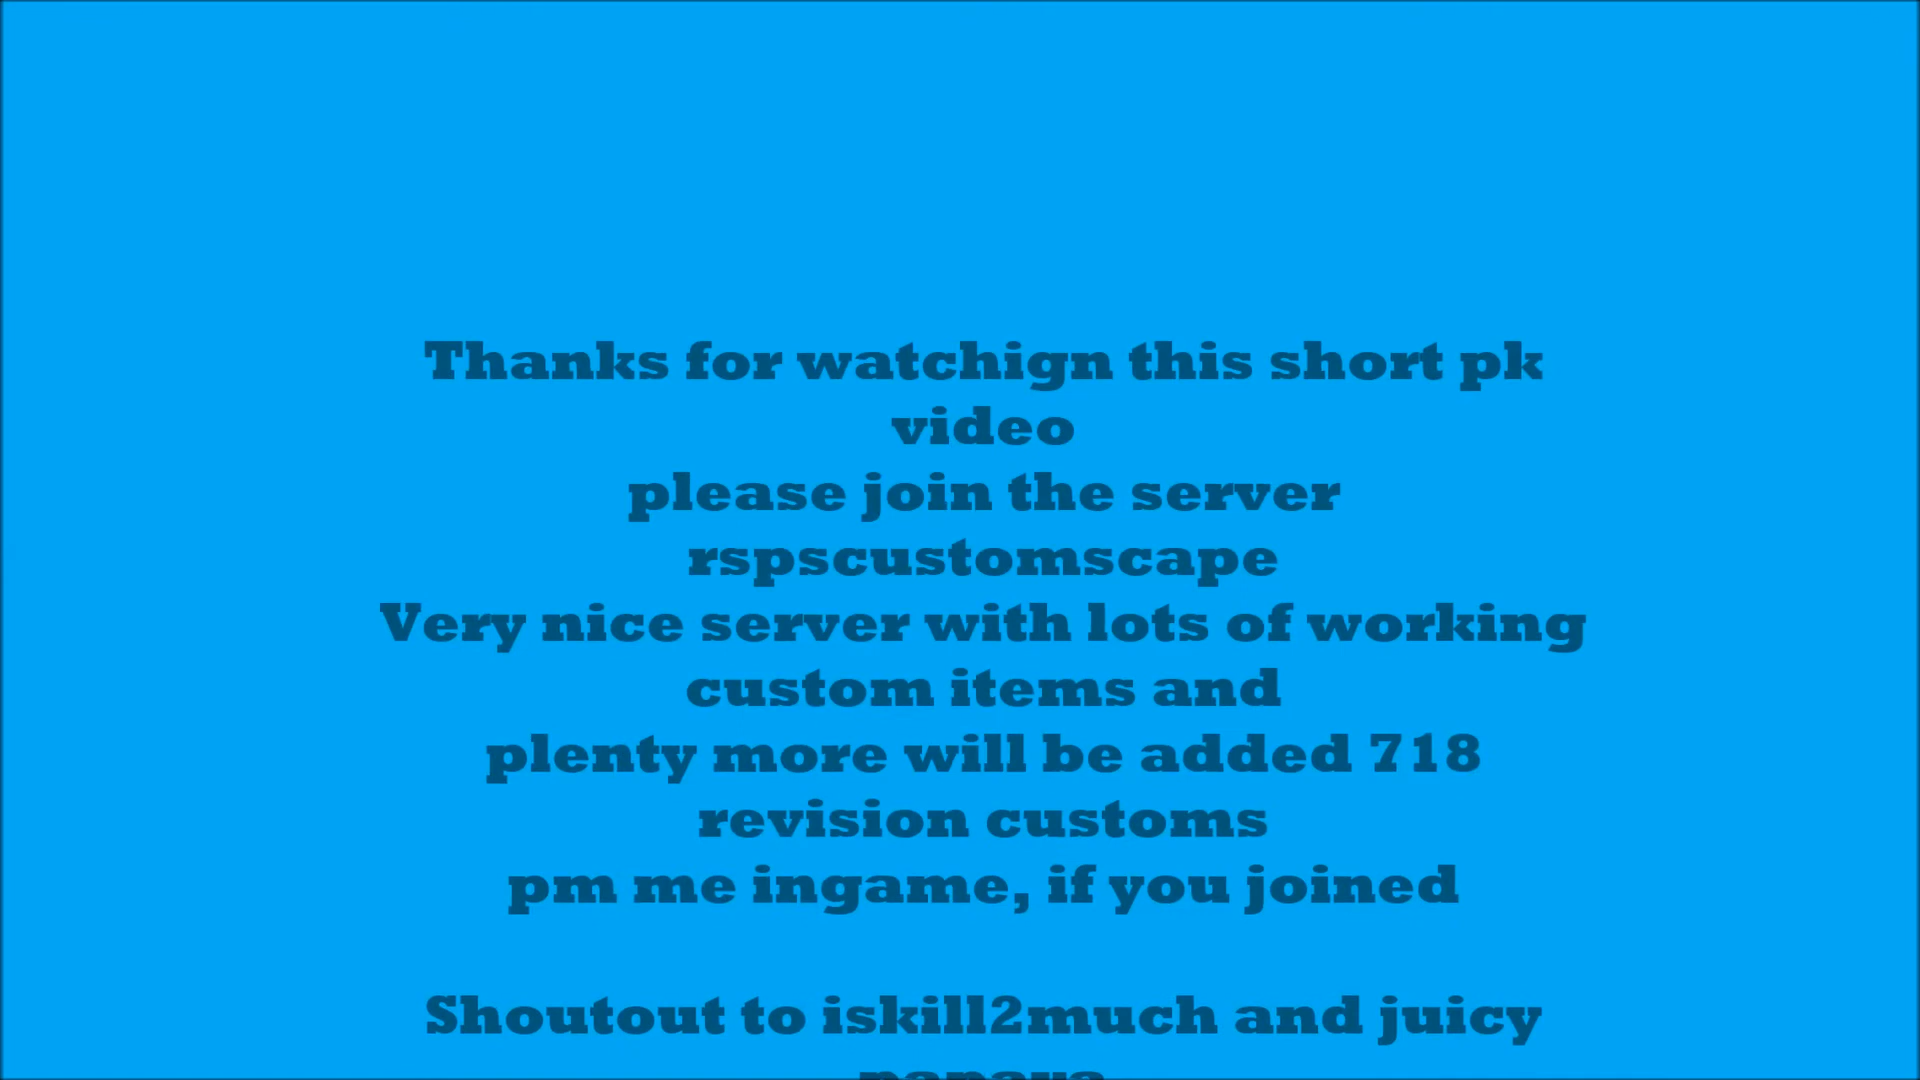 Thanks for watchign this short pk
video
please join the server
rspscustomscape
Very nice server with lots of working
custom items and
plenty more will be added 718
revision customs
pm me ingame, if you joined
Shoutout to iskill2much and juicy